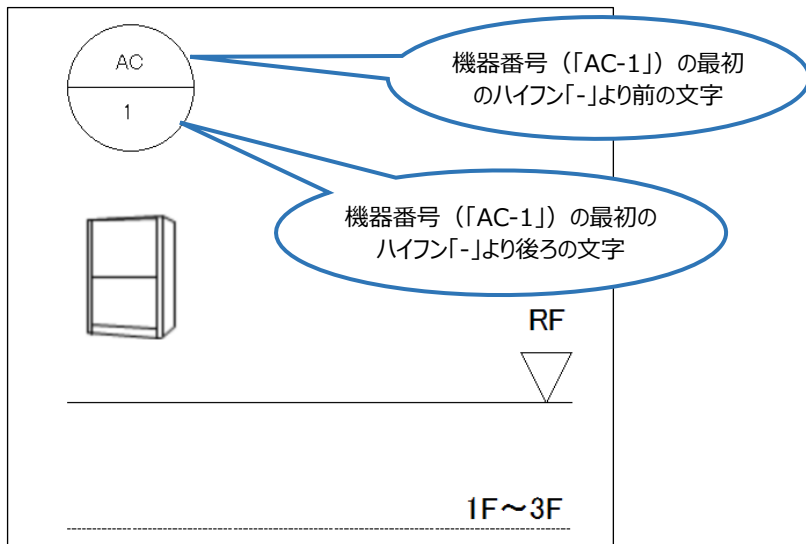 AC
1
機器番号（「AC-1」）の最初
のハイフン「-」より前の文字
機器番号（「AC-1」）の最初の
ハイフン「-」より後ろの文字
RF
1F～3F